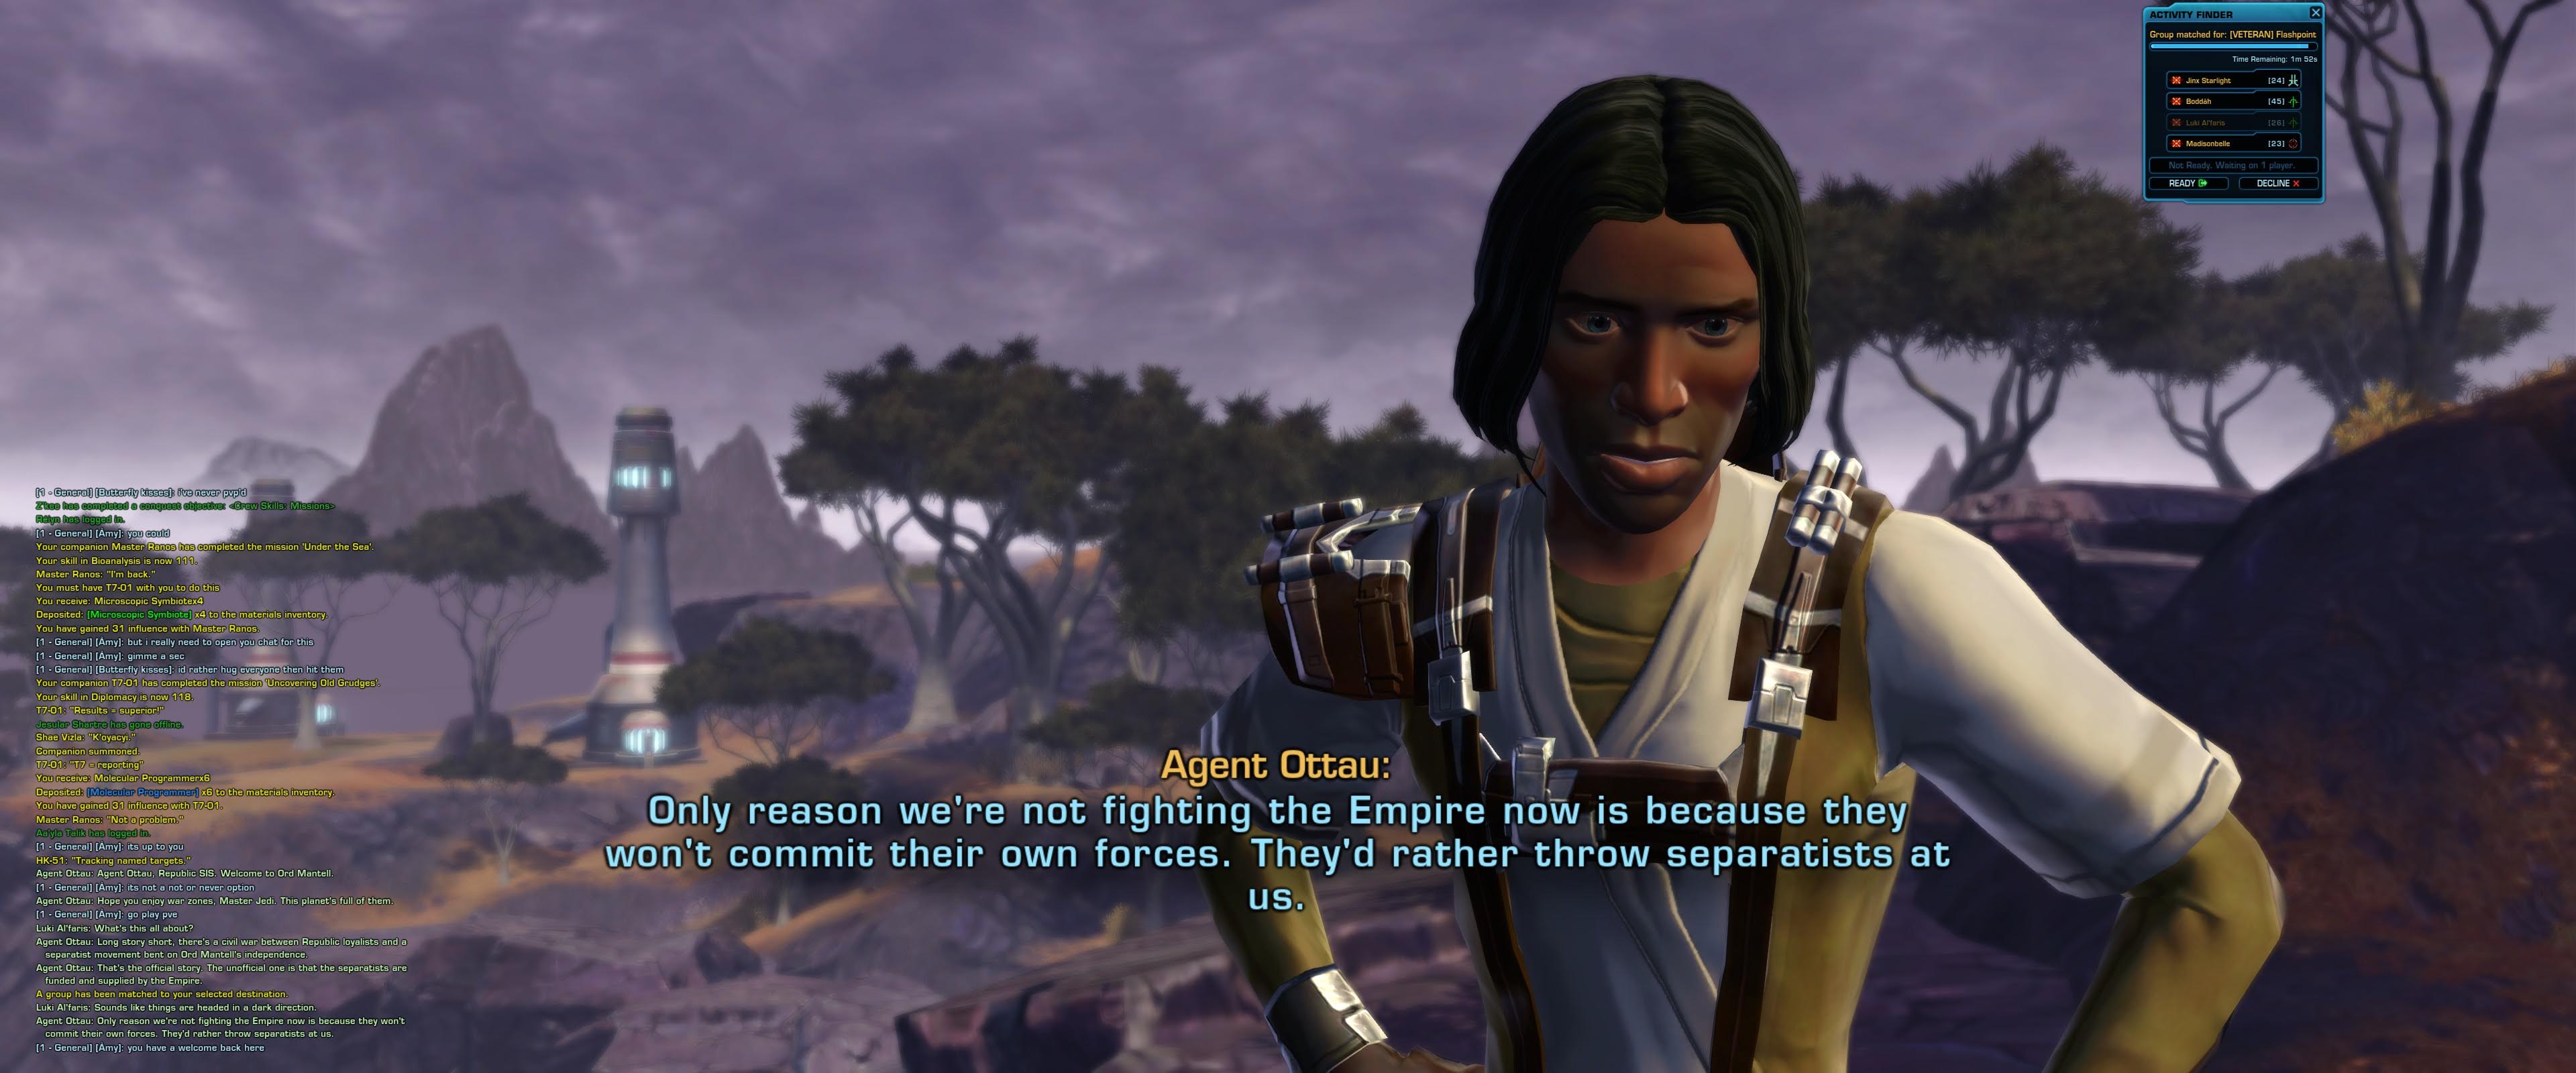 ACTIVITY FINDER
Group matched for: [VETERAN] Flashpoint
Time Remaining: 1m 52s
Jinx Starlight [24]
Boddáh [45]
Luki Al'faris [26]
Madisonbelle [23]
Not Ready. Waiting on 1 player.
READY DECLINE
[1 - General] [Butterfly kisses]: i've never pvp'd
Z'kee has completed a conquest objective: <Crew Skills: Missions>
Rélyn has logged in.
[1 - General] [Àmy]: you could
Your companion Master Ranos has completed the mission 'Under the Sea'.
Your skill in Bioanalysis is now 111.
Master Ranos: "I'm back."
You must have T7-01 with you to do this
You receive: Microscopic Symbiotex4
Deposited: [Microscopic Symbiote] x4 to the materials inventory.
You have gained 31 influence with Master Ranos.
[1 - General] [Àmy]: but i really need to open you chat for this
[1 - General] [Àmy]: gimme a sec
[1 - General] [Butterfly kisses]: id rather hug everyone then hit them
Your companion T7-01 has completed the mission 'Uncovering Old Grudges'.
Your skill in Diplomacy is now 118.
T7-01: "Results = superior!"
Jesular Shartre has gone offline.
Shae Vizla: "K'oyacyi."
Companion summoned.
T7-01: "T7 = reporting"
You receive: Molecular Programmerx6
Deposited: [Molecular Programmer] x6 to the materials inventory.
You have gained 31 influence with T7-01.
Master Ranos: "Not a problem."
Aa'yla Talik has logged in.
[1 - General] [Àmy]: its up to you
HK-51: "Tracking named targets."
Agent Ottau: Agent Ottau, Republic SIS. Welcome to Ord Mantell.
[1 - General] [Àmy]: its not a not or never option
Agent Ottau: Hope you enjoy war zones, Master Jedi. This planet's full of them.
[1 - General] [Àmy]: go play pve
Luki Al'faris: What's this all about?
Agent Ottau: Long story short, there's a civil war between Republic loyalists and a
separatist movement bent on Ord Mantell's independence.
Agent Ottau: That's the official story. The unofficial one is that the separatists are
funded and supplied by the Empire.
A group has been matched to your selected destination.
Luki Al'faris: Sounds like things are headed in a dark direction.
Agent Ottau: Only reason we're not fighting the Empire now is because they won't
commit their own forces. They'd rather throw separatists at us.
[1 - General] [Àmy]: you have a welcome back here
Agent Ottau:
Only reason we're not fighting the Empire now is because they
won't commit their own forces. They'd rather throw separatists at
us.